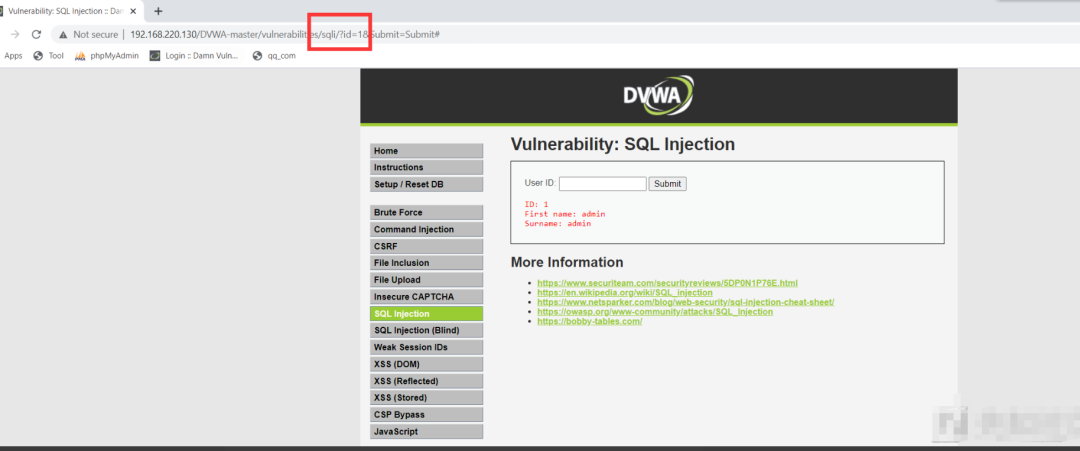 Vulnerability: SQL Injection :: Damn
Not secure | 192.168.220.130/DVWA-master/vulnerabilities/sqli/?id=1&Submit=Submit#
Apps Tool phpMyAdmin Login :: Damn Vuln... qq_com
DVWA
Vulnerability: SQL Injection
Home
Instructions
Setup / Reset DB
Brute Force
Command Injection
CSRF
File Inclusion
File Upload
Insecure CAPTCHA
SQL Injection
SQL Injection (Blind)
Weak Session IDs
XSS (DOM)
XSS (Reflected)
XSS (Stored)
CSP Bypass
JavaScript
User ID: Submit
ID: 1
First name: admin
Surname: admin
More Information
https://www.securiteam.com/securityreviews/5DP0N1P76E.html
https://en.wikipedia.org/wiki/SQL_injection
https://www.netsparker.com/blog/web-security/sql-injection-cheat-sheet/
https://owasp.org/www-community/attacks/SQL_Injection
https://bobby-tables.com/